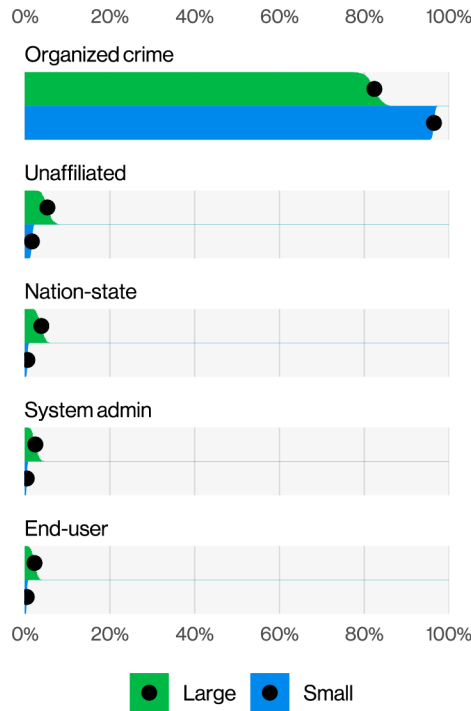 0% 20% 40% 60% 80% 100%
Organized crime
Unaffiliated
Nation-state
System admin
End-user
0% 20% 40% 60% 80% 100%
Large Small